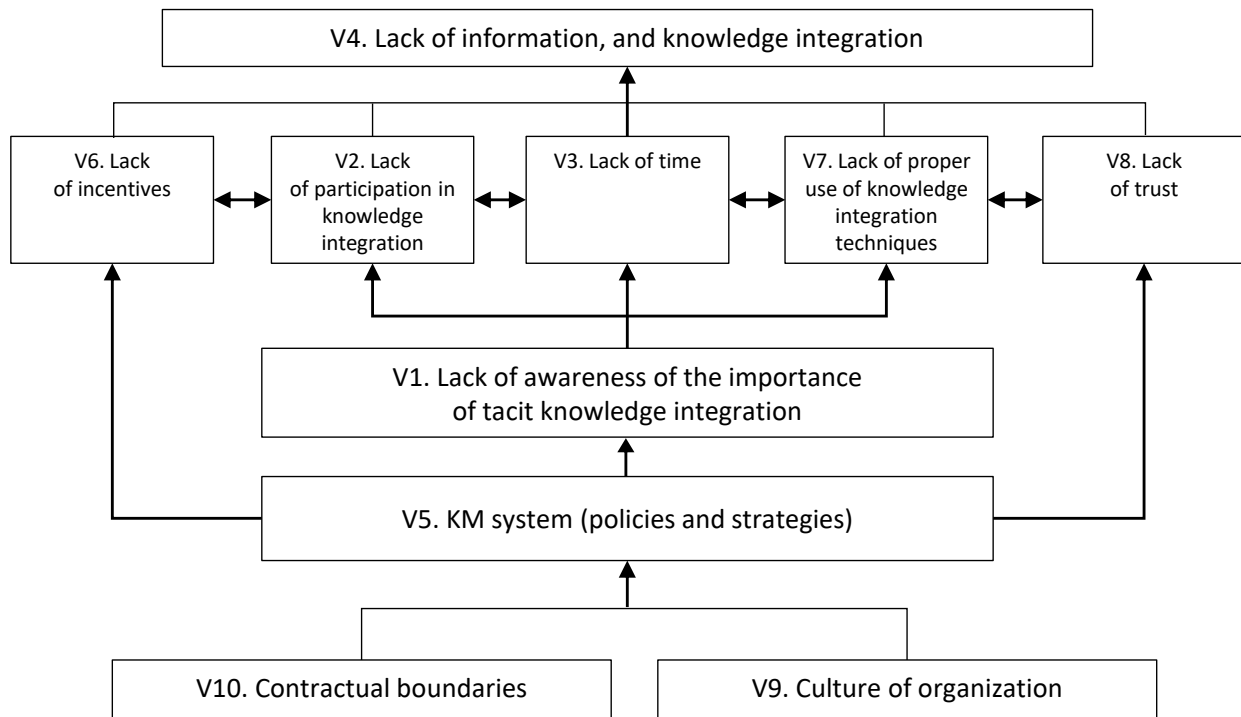 V4. Lack of information, and knowledge integration
V6. Lack
of incentives
V2. Lack
of participation in
knowledge
integration
V3. Lack of time
V7. Lack of proper
use of knowledge
integration
techniques
V8. Lack
of trust
V1. Lack of awareness of the importance
of tacit knowledge integration
V5. KM system (policies and strategies)
V10. Contractual boundaries
V9. Culture of organization